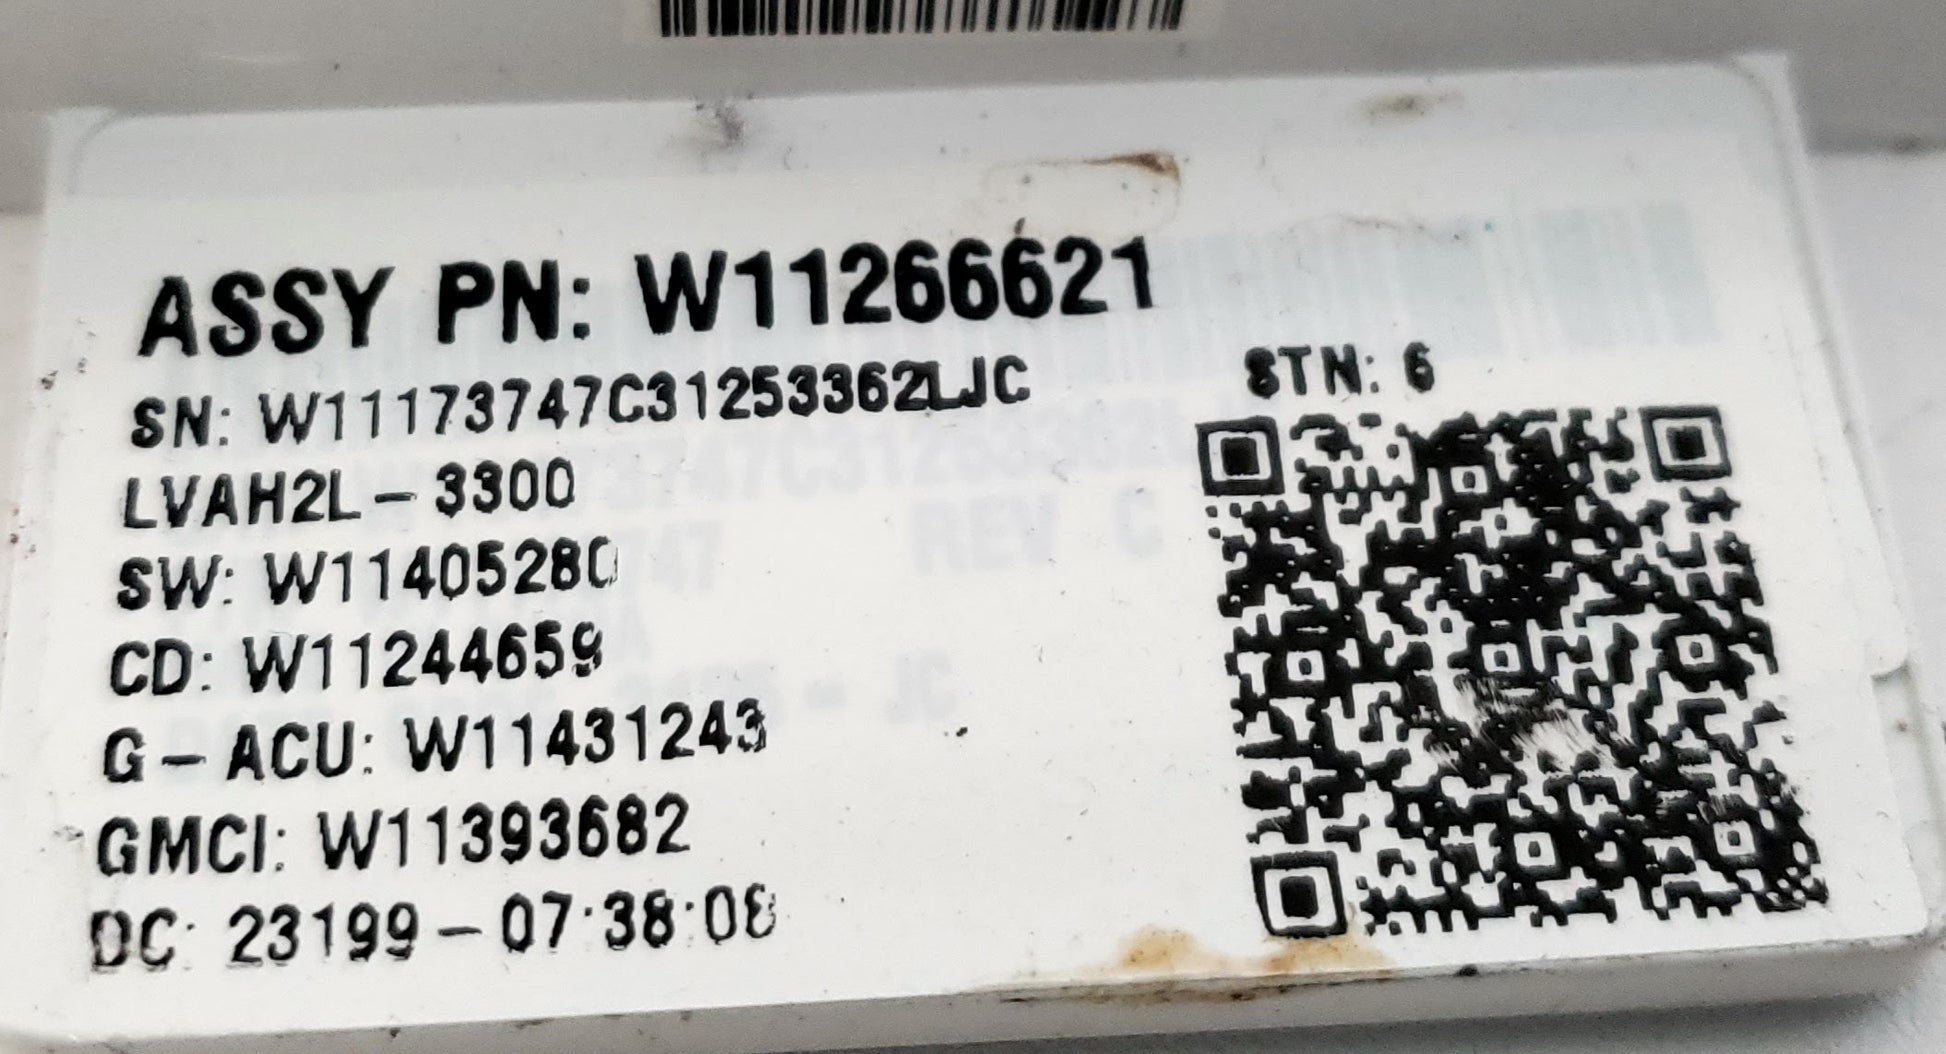 ASSY PN: W11266621
SN: W11173747C31253362LJC
STN: 6
LVAH2L-3300
SW: W11405280
CD: W11244659
G-ACU: W11431243
GMCI: W11393682
DC: 23199-07:38:08
REV C